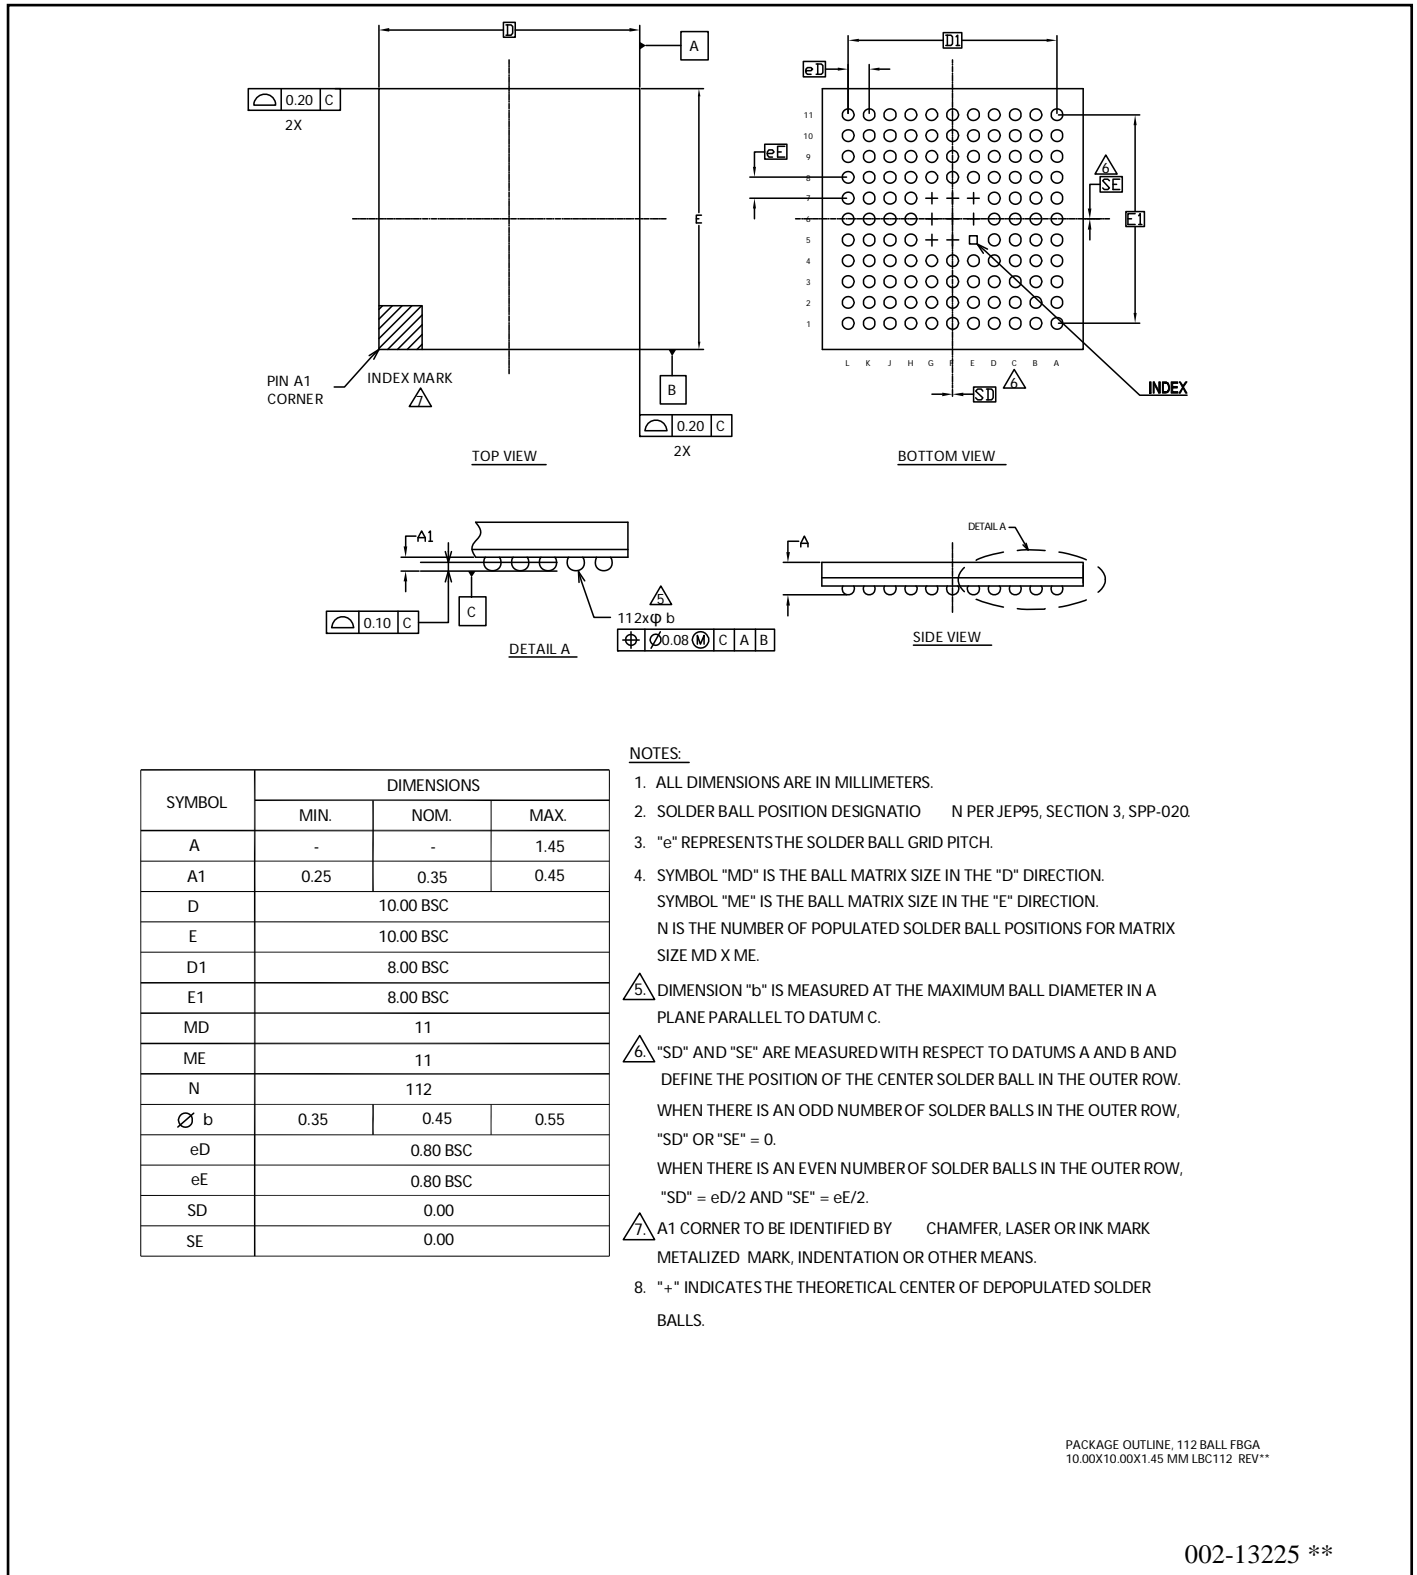 D
A
0.20 C
2X
E
PIN A1
CORNER
INDEX MARK
7
B
0.20 C
2X
TOP VIEW
D1
eD
11
10
9
8
7
6
5
4
3
2
1
eE
6
SE
E1
L K J H G F E D C B A
6
SD
INDEX
BOTTOM VIEW
A1
0.10 C
C
5
112xφ b
⌖ Ø0.08 Ⓜ C A B
DETAIL A
DETAIL A
A
SIDE VIEW
SYMBOL DIMENSIONS
MIN. NOM. MAX.
A - - 1.45
A1 0.25 0.35 0.45
D 10.00 BSC
E 10.00 BSC
D1 8.00 BSC
E1 8.00 BSC
MD 11
ME 11
N 112
Ø b 0.35 0.45 0.55
eD 0.80 BSC
eE 0.80 BSC
SD 0.00
SE 0.00
NOTES:
1. ALL DIMENSIONS ARE IN MILLIMETERS.
2. SOLDER BALL POSITION DESIGNATIO N PER JEP95, SECTION 3, SPP-020.
3. "e" REPRESENTS THE SOLDER BALL GRID PITCH.
4. SYMBOL "MD" IS THE BALL MATRIX SIZE IN THE "D" DIRECTION.
SYMBOL "ME" IS THE BALL MATRIX SIZE IN THE "E" DIRECTION.
N IS THE NUMBER OF POPULATED SOLDER BALL POSITIONS FOR MATRIX
SIZE MD X ME.
5. DIMENSION "b" IS MEASURED AT THE MAXIMUM BALL DIAMETER IN A
PLANE PARALLEL TO DATUM C.
6. "SD" AND "SE" ARE MEASURED WITH RESPECT TO DATUMS A AND B AND
DEFINE THE POSITION OF THE CENTER SOLDER BALL IN THE OUTER ROW.
WHEN THERE IS AN ODD NUMBER OF SOLDER BALLS IN THE OUTER ROW,
"SD" OR "SE" = 0.
WHEN THERE IS AN EVEN NUMBER OF SOLDER BALLS IN THE OUTER ROW,
"SD" = eD/2 AND "SE" = eE/2.
7. A1 CORNER TO BE IDENTIFIED BY CHAMFER, LASER OR INK MARK
METALIZED MARK, INDENTATION OR OTHER MEANS.
8. "+" INDICATES THE THEORETICAL CENTER OF DEPOPULATED SOLDER
BALLS.
PACKAGE OUTLINE, 112 BALL FBGA
10.00X10.00X1.45 MM LBC112 REV**
002-13225 **